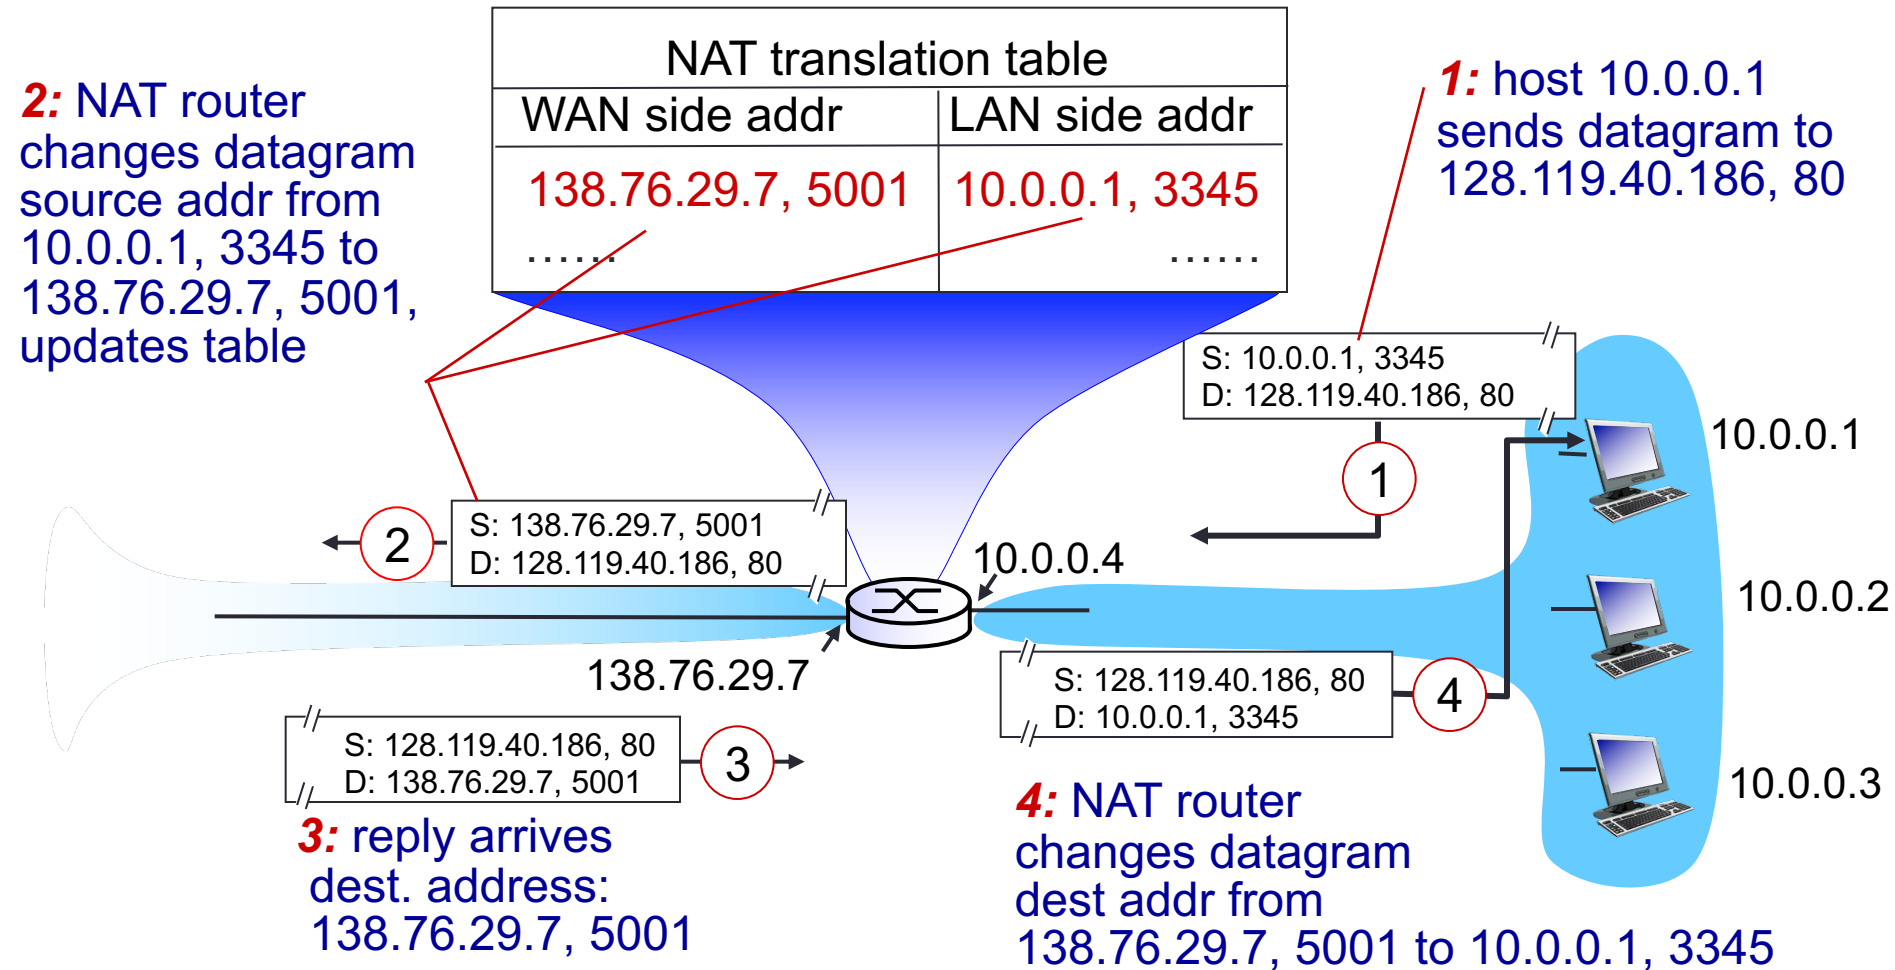 NAT translation table
WAN side addr
LAN side addr
138.76.29.7, 5001
10.0.0.1, 3345
......
......
2: NAT router
changes datagram
source addr from
10.0.0.1, 3345 to
138.76.29.7, 5001,
updates table
1: host 10.0.0.1
sends datagram to
128.119.40.186, 80
S: 10.0.0.1, 3345
D: 128.119.40.186, 80
1
10.0.0.1
S: 138.76.29.7, 5001
D: 128.119.40.186, 80
2
10.0.0.4
10.0.0.2
138.76.29.7
S: 128.119.40.186, 80
D: 10.0.0.1, 3345
4
S: 128.119.40.186, 80
D: 138.76.29.7, 5001
3
10.0.0.3
3: reply arrives
dest. address:
138.76.29.7, 5001
4: NAT router
changes datagram
dest addr from
138.76.29.7, 5001 to 10.0.0.1, 3345